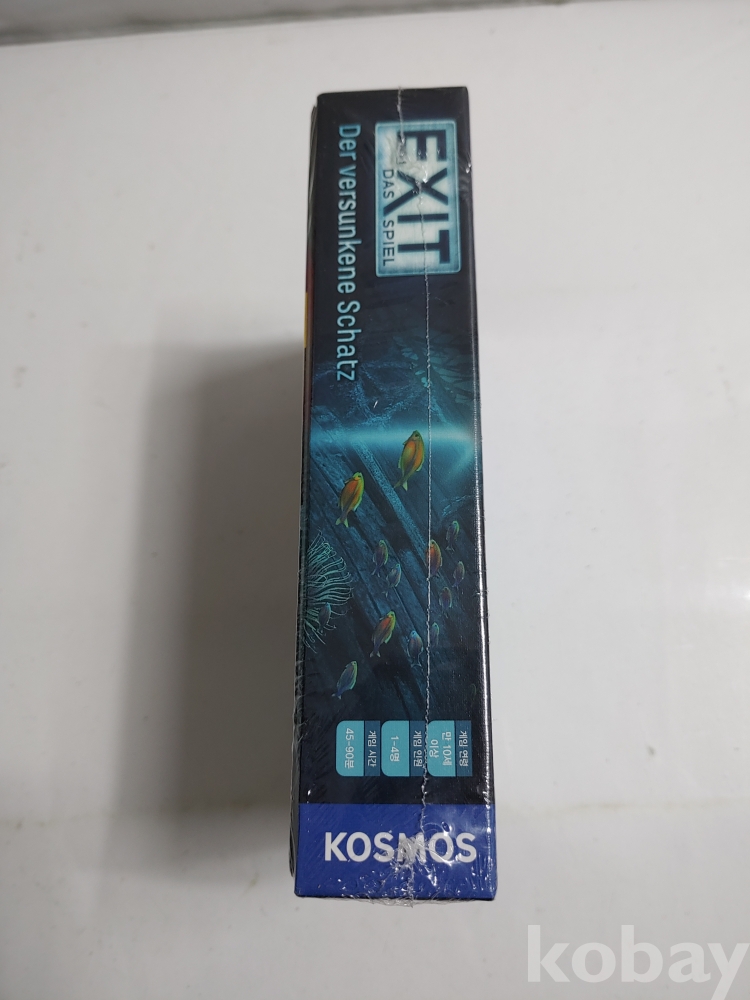 EXIT
DAS SPIEL
Der versunkene Schatz
게임 연령
만 10세
이상
게임 인원
1-4명
게임 시간
45-90분
KOSMOS
kobay